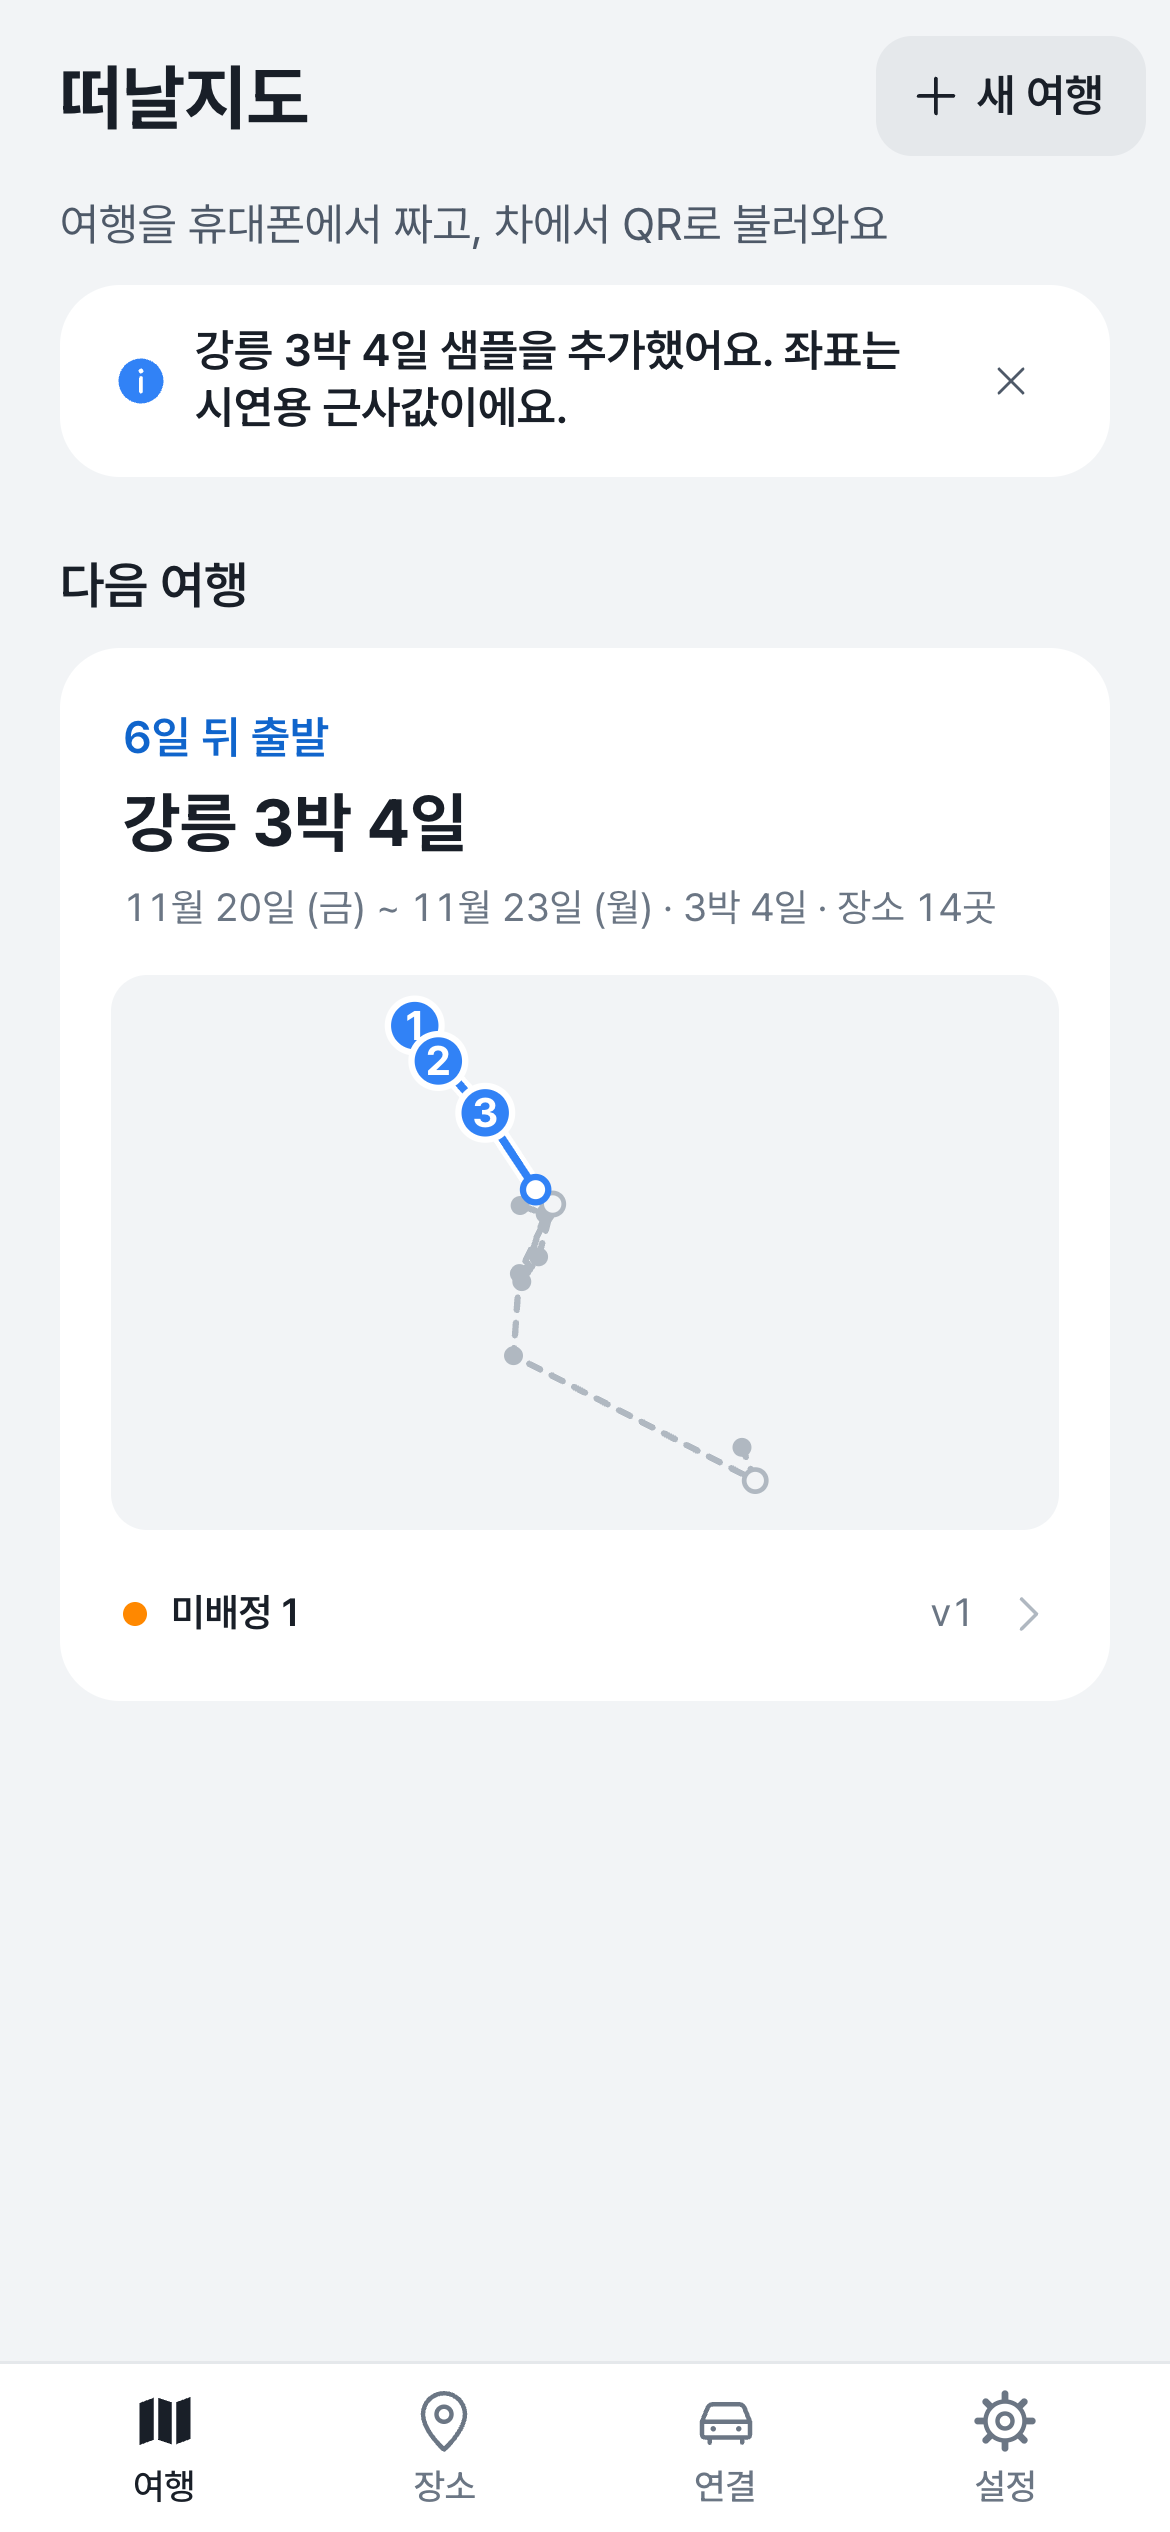 떠날지도
새 여행
여행을 휴대폰에서 짜고, 차에서 QR로 불러와요
강릉 3박 4일 샘플을 추가했어요. 좌표는
시연용 근사값이에요.
다음 여행
6일 뒤 출발
강릉 3박 4일
11월 20일 (금) ~ 11월 23일 (월) · 3박 4일 · 장소 14곳
1
2
3
미배정 1
v1
여행
장소
연결
설정